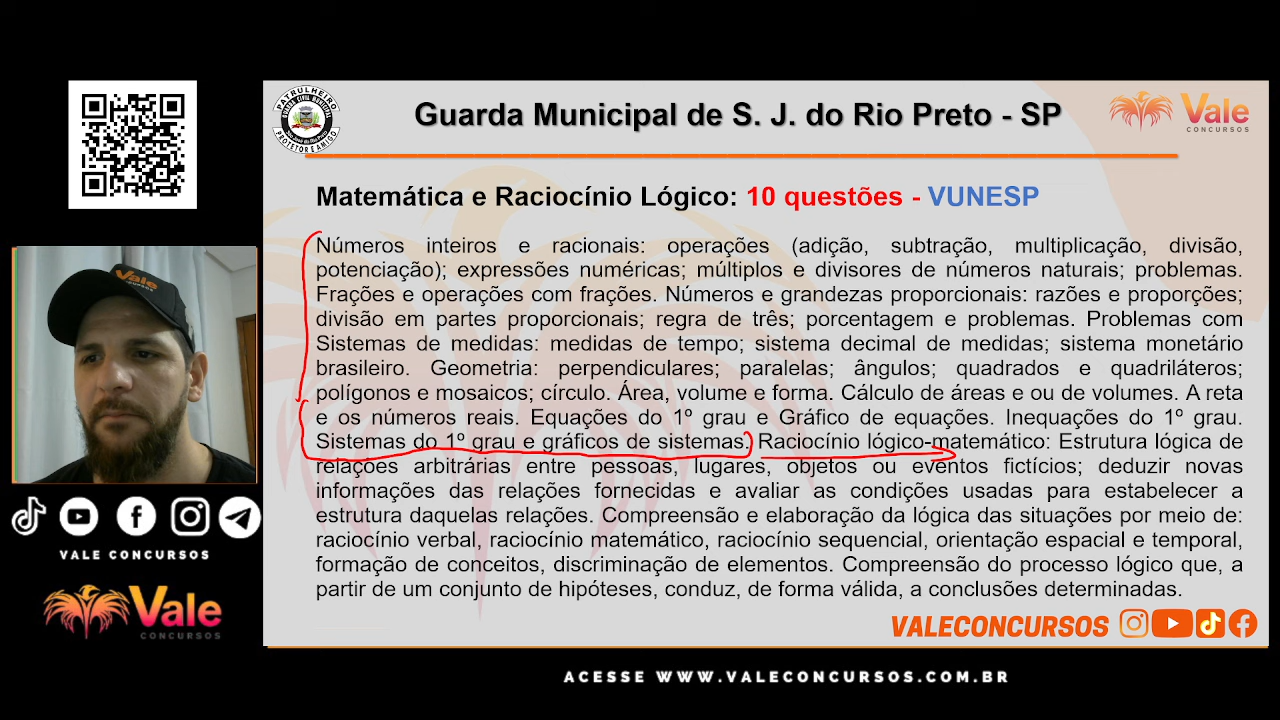 Guarda Municipal de S. J. do Rio Preto - SP
Vale
CONCURSOS
PATRULHEIRO
PROTETOR E AMIGO
Matemática e Raciocínio Lógico: 10 questões - VUNESP
Números inteiros e racionais: operações (adição, subtração, multiplicação, divisão,
potenciação); expressões numéricas; múltiplos e divisores de números naturais; problemas.
Frações e operações com frações. Números e grandezas proporcionais: razões e proporções;
divisão em partes proporcionais; regra de três; porcentagem e problemas. Problemas com
Sistemas de medidas: medidas de tempo; sistema decimal de medidas; sistema monetário
brasileiro. Geometria: perpendiculares; paralelas; ângulos; quadrados e quadriláteros;
polígonos e mosaicos; círculo. Área, volume e forma. Cálculo de áreas e ou de volumes. A reta
e os números reais. Equações do 1º grau e Gráfico de equações. Inequações do 1º grau.
Sistemas do 1º grau e gráficos de sistemas. Raciocínio lógico-matemático: Estrutura lógica de
relações arbitrárias entre pessoas, lugares, objetos ou eventos fictícios; deduzir novas
informações das relações fornecidas e avaliar as condições usadas para estabelecer a
estrutura daquelas relações. Compreensão e elaboração da lógica das situações por meio de:
raciocínio verbal, raciocínio matemático, raciocínio sequencial, orientação espacial e temporal,
formação de conceitos, discriminação de elementos. Compreensão do processo lógico que, a
partir de um conjunto de hipóteses, conduz, de forma válida, a conclusões determinadas.
VALECONCURSOS
Vale
CONCURSOS
VALE CONCURSOS
Vale
CONCURSOS
ACESSE WWW.VALECONCURSOS.COM.BR